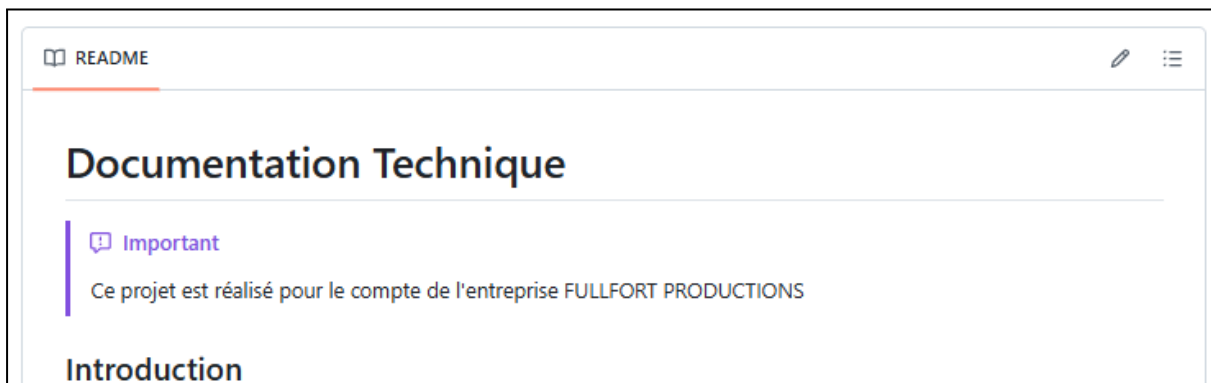 README
Documentation Technique
Important
Ce projet est réalisé pour le compte de l'entreprise FULLFORT PRODUCTIONS
Introduction